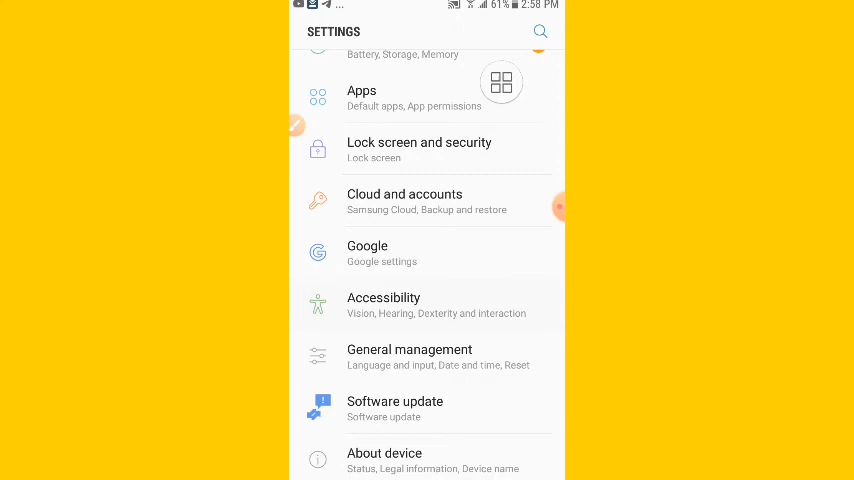 ... 61% 2:58 PM
SETTINGS
Battery, Storage, Memory
Apps
Default apps, App permissions
Lock screen and security
Lock screen
Cloud and accounts
Samsung Cloud, Backup and restore
Google
Google settings
Accessibility
Vision, Hearing, Dexterity and interaction
General management
Language and input, Date and time, Reset
Software update
Software update
About device
Status, Legal information, Device name